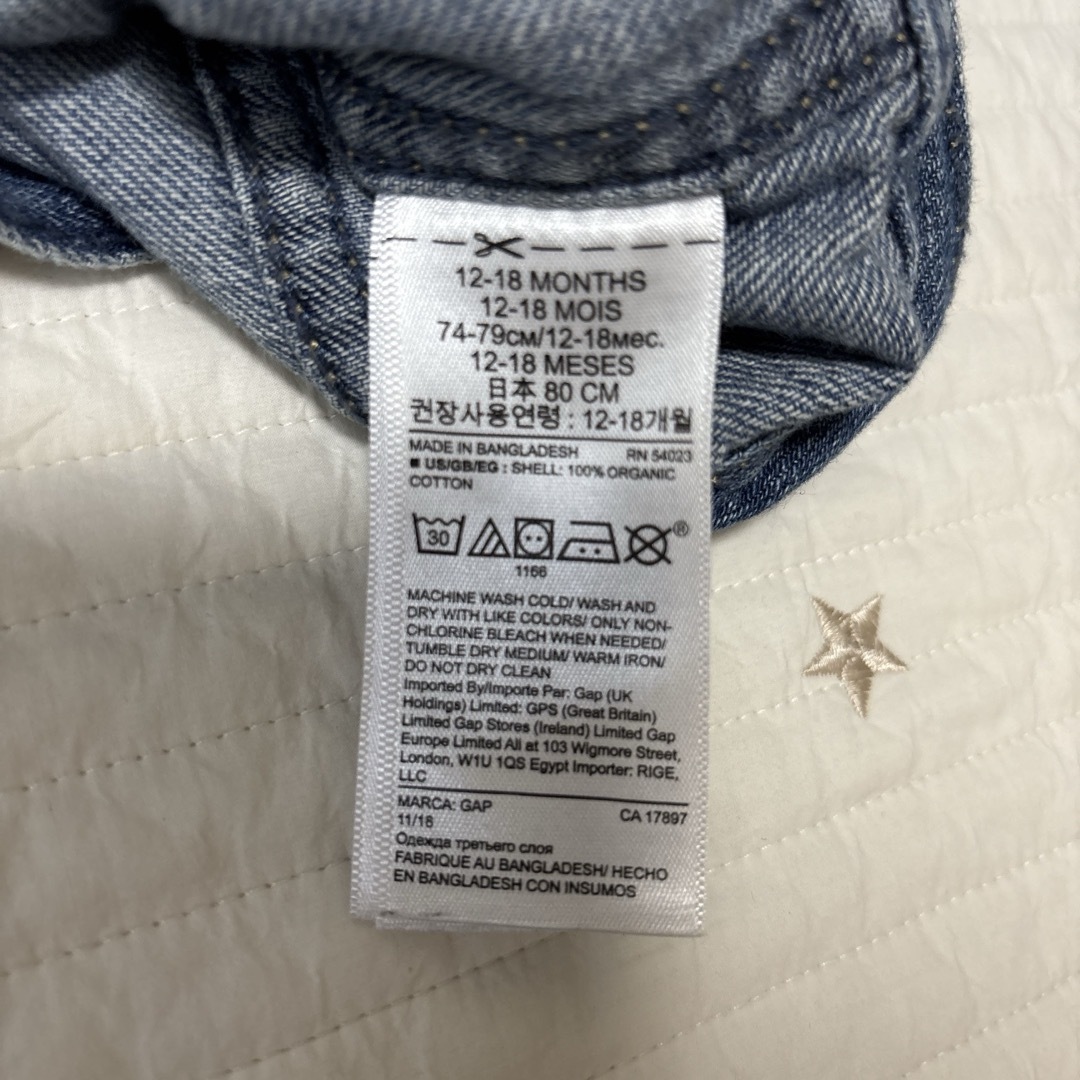 12-18 MONTHS
12-18 MOIS
74-79см/12-18мес.
12-18 MESES
日本 80 CM
권장사용연령 : 12-18개월
MADE IN BANGLADESH RN 54023
■ US/GB/EG : SHELL: 100% ORGANIC
COTTON
30 ®
1166
MACHINE WASH COLD/ WASH AND
DRY WITH LIKE COLORS/ ONLY NON-
CHLORINE BLEACH WHEN NEEDED/
TUMBLE DRY MEDIUM/ WARM IRON/
DO NOT DRY CLEAN
Imported By/Importe Par: Gap (UK
Holdings) Limited: GPS (Great Britain)
Limited Gap Stores (Ireland) Limited Gap
Europe Limited All at 103 Wigmore Street,
London, W1U 1QS Egypt Importer: RIGE,
LLC
MARCA: GAP CA 17897
11/18
Одежда третьего слоя
FABRIQUE AU BANGLADESH/ HECHO
EN BANGLADESH CON INSUMOS